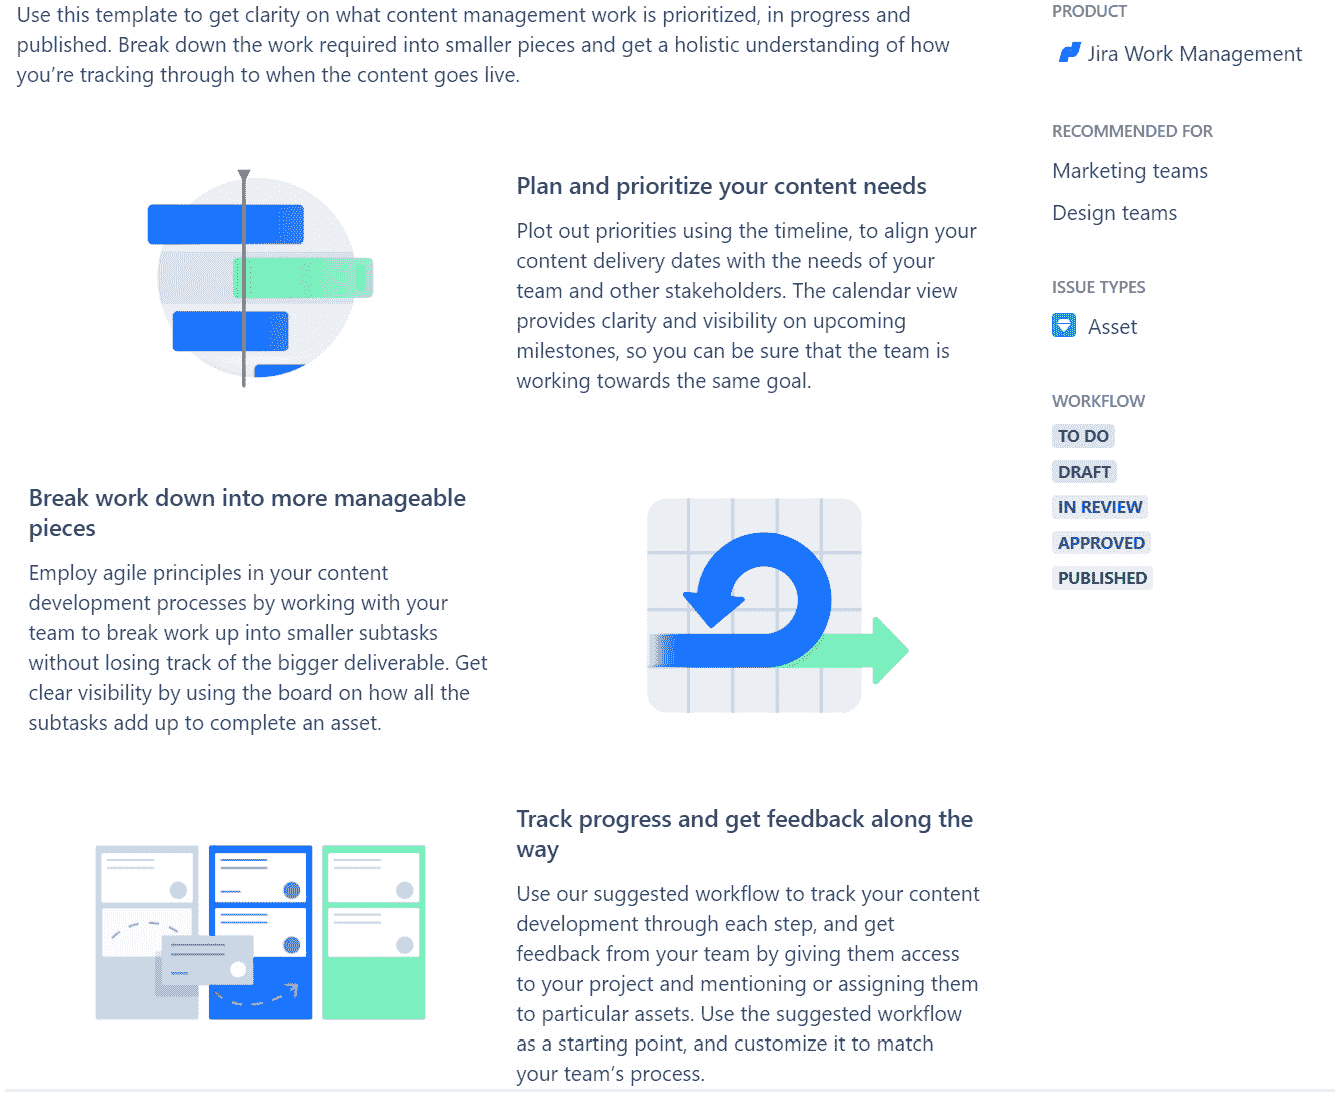 Use this template to get clarity on what content management work is prioritized, in progress and
published. Break down the work required into smaller pieces and get a holistic understanding of how
you’re tracking through to when the content goes live.
Plan and prioritize your content needs
Plot out priorities using the timeline, to align your
content delivery dates with the needs of your
team and other stakeholders. The calendar view
provides clarity and visibility on upcoming
milestones, so you can be sure that the team is
working towards the same goal.
Break work down into more manageable
pieces
Employ agile principles in your content
development processes by working with your
team to break work up into smaller subtasks
without losing track of the bigger deliverable. Get
clear visibility by using the board on how all the
subtasks add up to complete an asset.
Track progress and get feedback along the
way
Use our suggested workflow to track your content
development through each step, and get
feedback from your team by giving them access
to your project and mentioning or assigning them
to particular assets. Use the suggested workflow
as a starting point, and customize it to match
your team’s process.
PRODUCT
Jira Work Management
RECOMMENDED FOR
Marketing teams
Design teams
ISSUE TYPES
Asset
WORKFLOW
TO DO
DRAFT
IN REVIEW
APPROVED
PUBLISHED